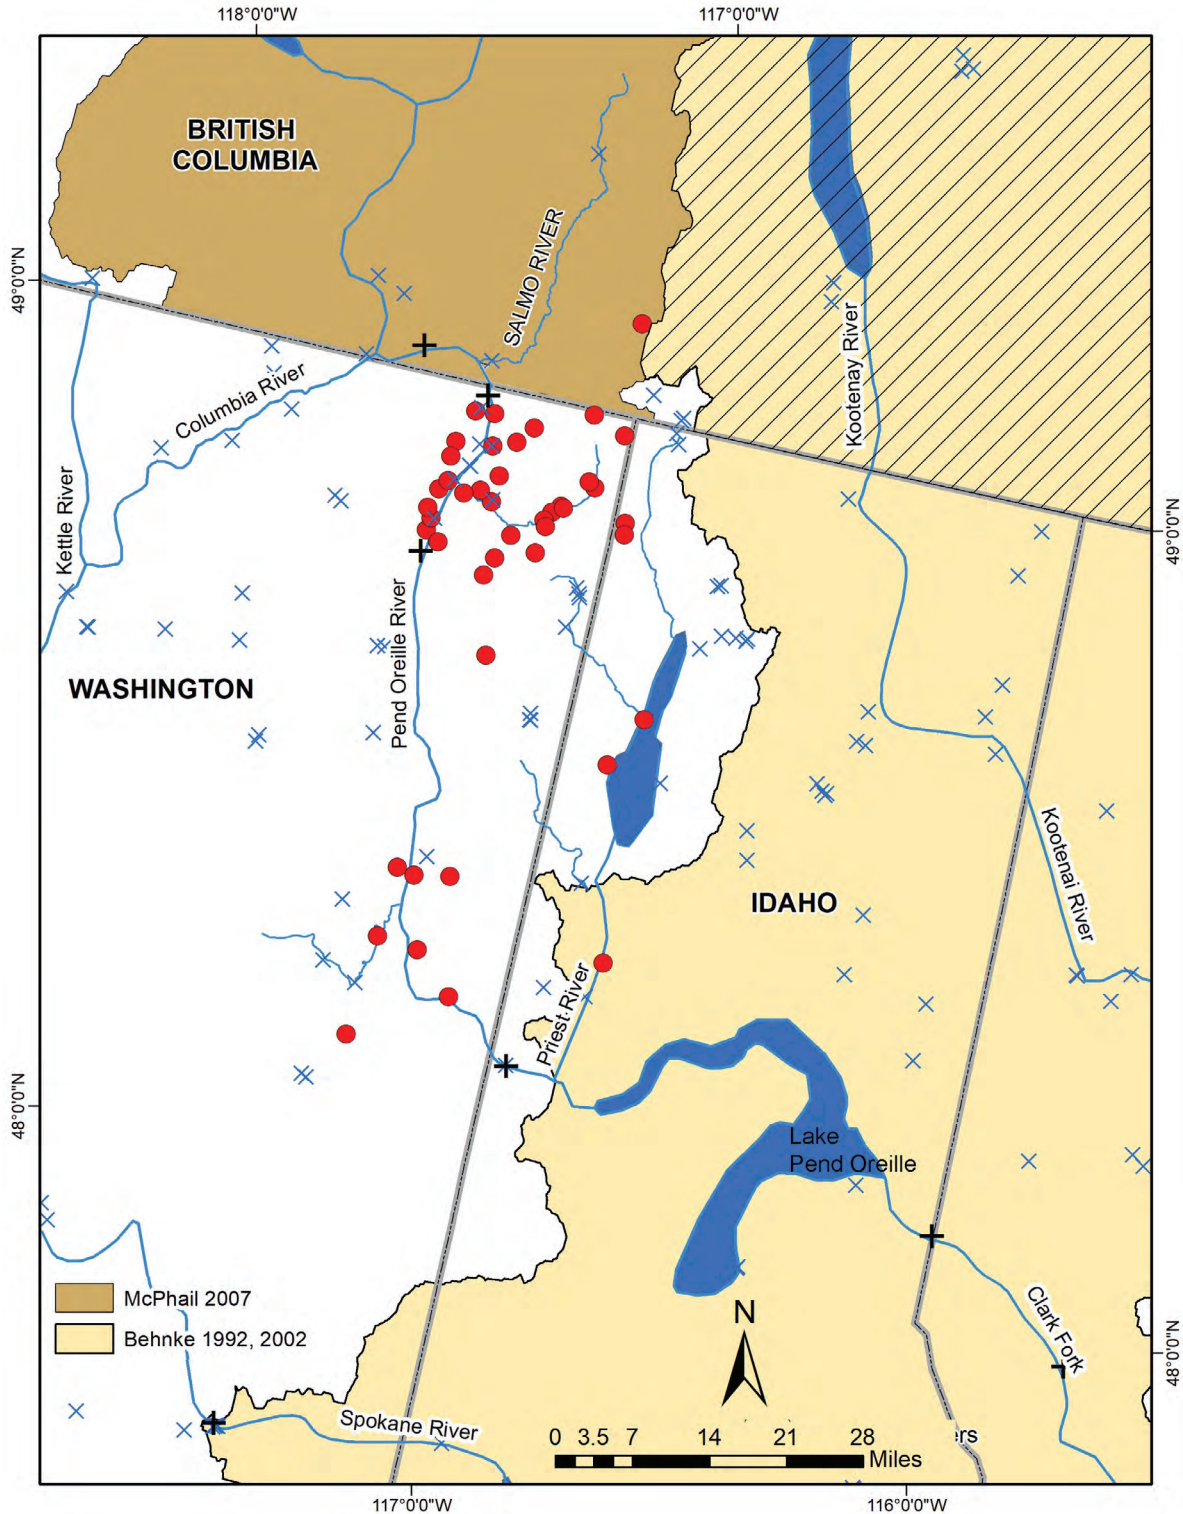 118°0'0"W
117°0'0"W
BRITISH
COLUMBIA
SALMO RIVER
49°0'0"N
Kootenay River
Columbia River
Kettle River
49°0'0"N
Pend Oreille River
WASHINGTON
Kootenai River
IDAHO
Priest River
48°0'0"N
Lake
Pend Oreille
McPhail 2007
Behnke 1992, 2002
N
Clark Fork
48°0'0"N
Spokane River
0 3.5 7 14 21 28
Miles
ers
117°0'0"W
116°0'0"W